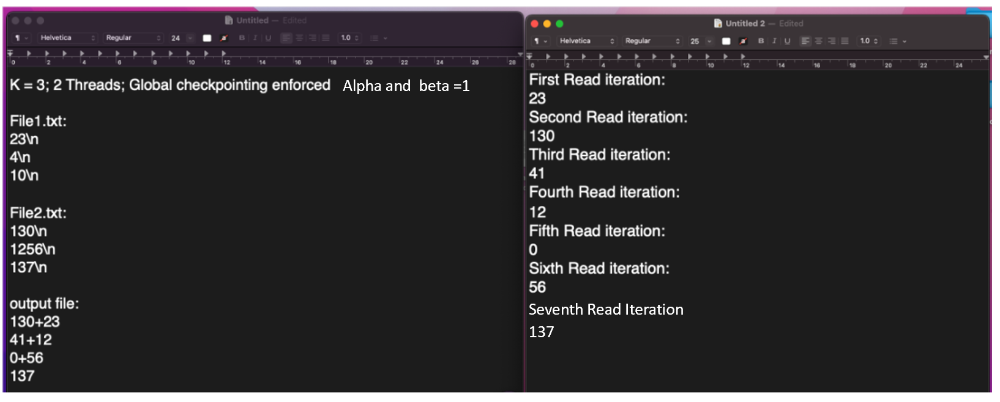 Untitled — Edited
¶ Helvetica Regular 24 a B I U 1.0
0 2 4 6 8 10 12 14 16 18 20 22 24 26 28
K = 3; 2 Threads; Global checkpointing enforced Alpha and beta =1
File1.txt:
23\n
4\n
10\n
File2.txt:
130\n
1256\n
137\n
output file:
130+23
41+12
0+56
137
Untitled 2 — Edited
¶ Helvetica Regular 25 a B I U 1.0
0 2 4 6 8 10 12 14 16 18 20 22 24
First Read iteration:
23
Second Read iteration:
130
Third Read iteration:
41
Fourth Read iteration:
12
Fifth Read iteration:
0
Sixth Read iteration:
56
Seventh Read Iteration
137